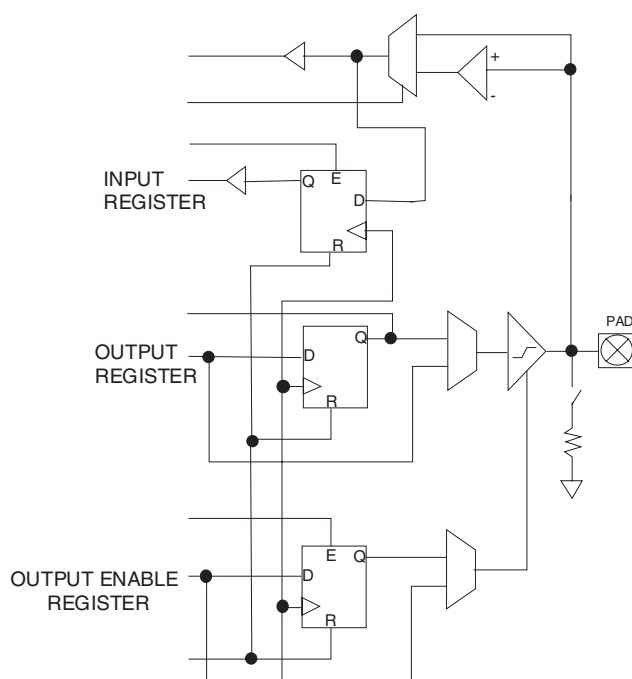 +
-
E
Q
INPUT
REGISTER
D
R
PAD
Q
OUTPUT
REGISTER
D
R
E
Q
D
OUTPUT ENABLE
REGISTER
R